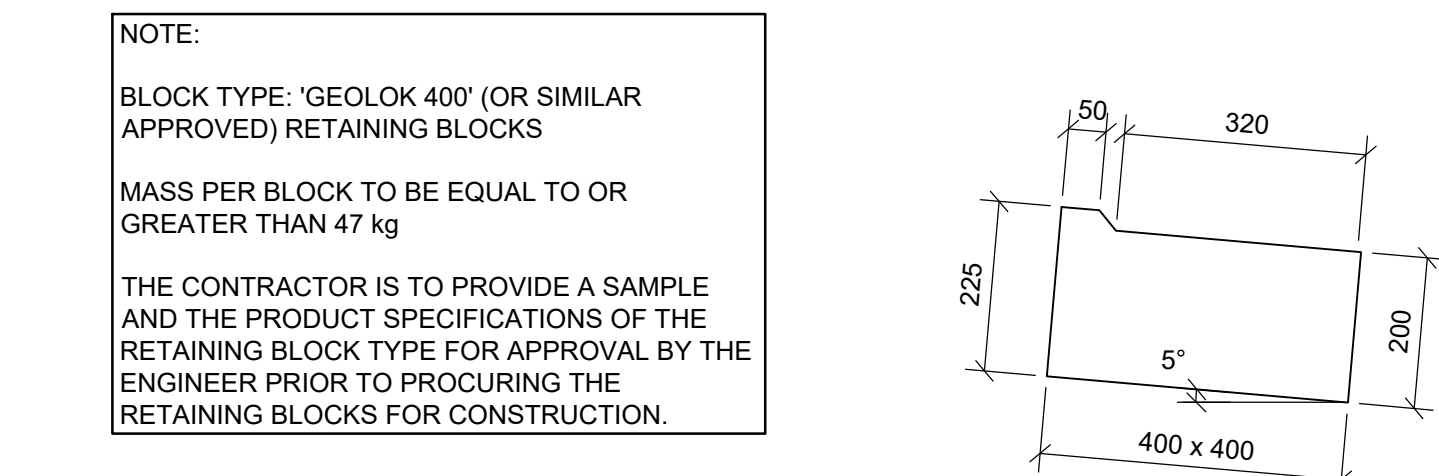 NOTE:
BLOCK TYPE: 'GEOLOK 400' (OR SIMILAR
APPROVED) RETAINING BLOCKS
MASS PER BLOCK TO BE EQUAL TO OR
GREATER THAN 47 kg
THE CONTRACTOR IS TO PROVIDE A SAMPLE
AND THE PRODUCT SPECIFICATIONS OF THE
RETAINING BLOCK TYPE FOR APPROVAL BY THE
ENGINEER PRIOR TO PROCURING THE
RETAINING BLOCKS FOR CONSTRUCTION.
50
320
225
200
5°
400 x 400